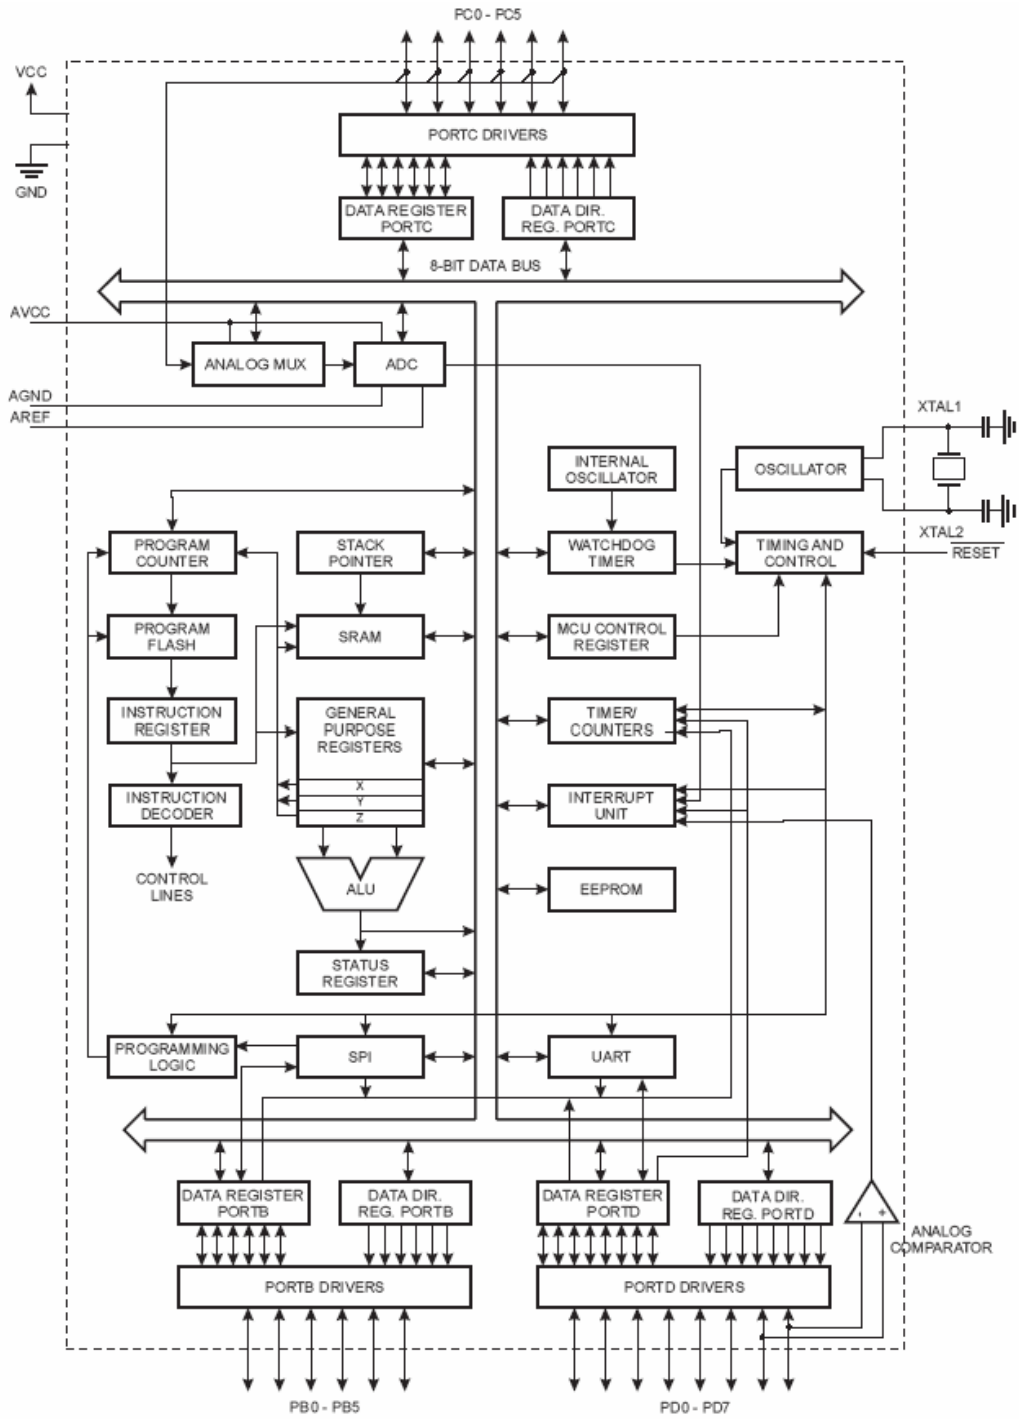 PC0 - PC5
VCC
PORTC DRIVERS
GND
DATA REGISTER
PORTC
DATA DIR.
REG. PORTC
8-BIT DATA BUS
AVCC
ANALOG MUX
ADC
AGND
AREF
XTAL1
INTERNAL
OSCILLATOR
OSCILLATOR
XTAL2
PROGRAM
COUNTER
STACK
POINTER
WATCHDOG
TIMER
TIMING AND
CONTROL
RESET
PROGRAM
FLASH
SRAM
MCU CONTROL
REGISTER
INSTRUCTION
REGISTER
GENERAL
PURPOSE
REGISTERS
X
Y
Z
TIMER/
COUNTERS
INSTRUCTION
DECODER
INTERRUPT
UNIT
CONTROL
LINES
ALU
EEPROM
STATUS
REGISTER
PROGRAMMING
LOGIC
SPI
UART
DATA REGISTER
PORTB
DATA DIR.
REG. PORTB
DATA REGISTER
PORTD
DATA DIR.
REG. PORTD
- +
ANALOG
COMPARATOR
PORTB DRIVERS
PORTD DRIVERS
PB0 - PB5
PD0 - PD7